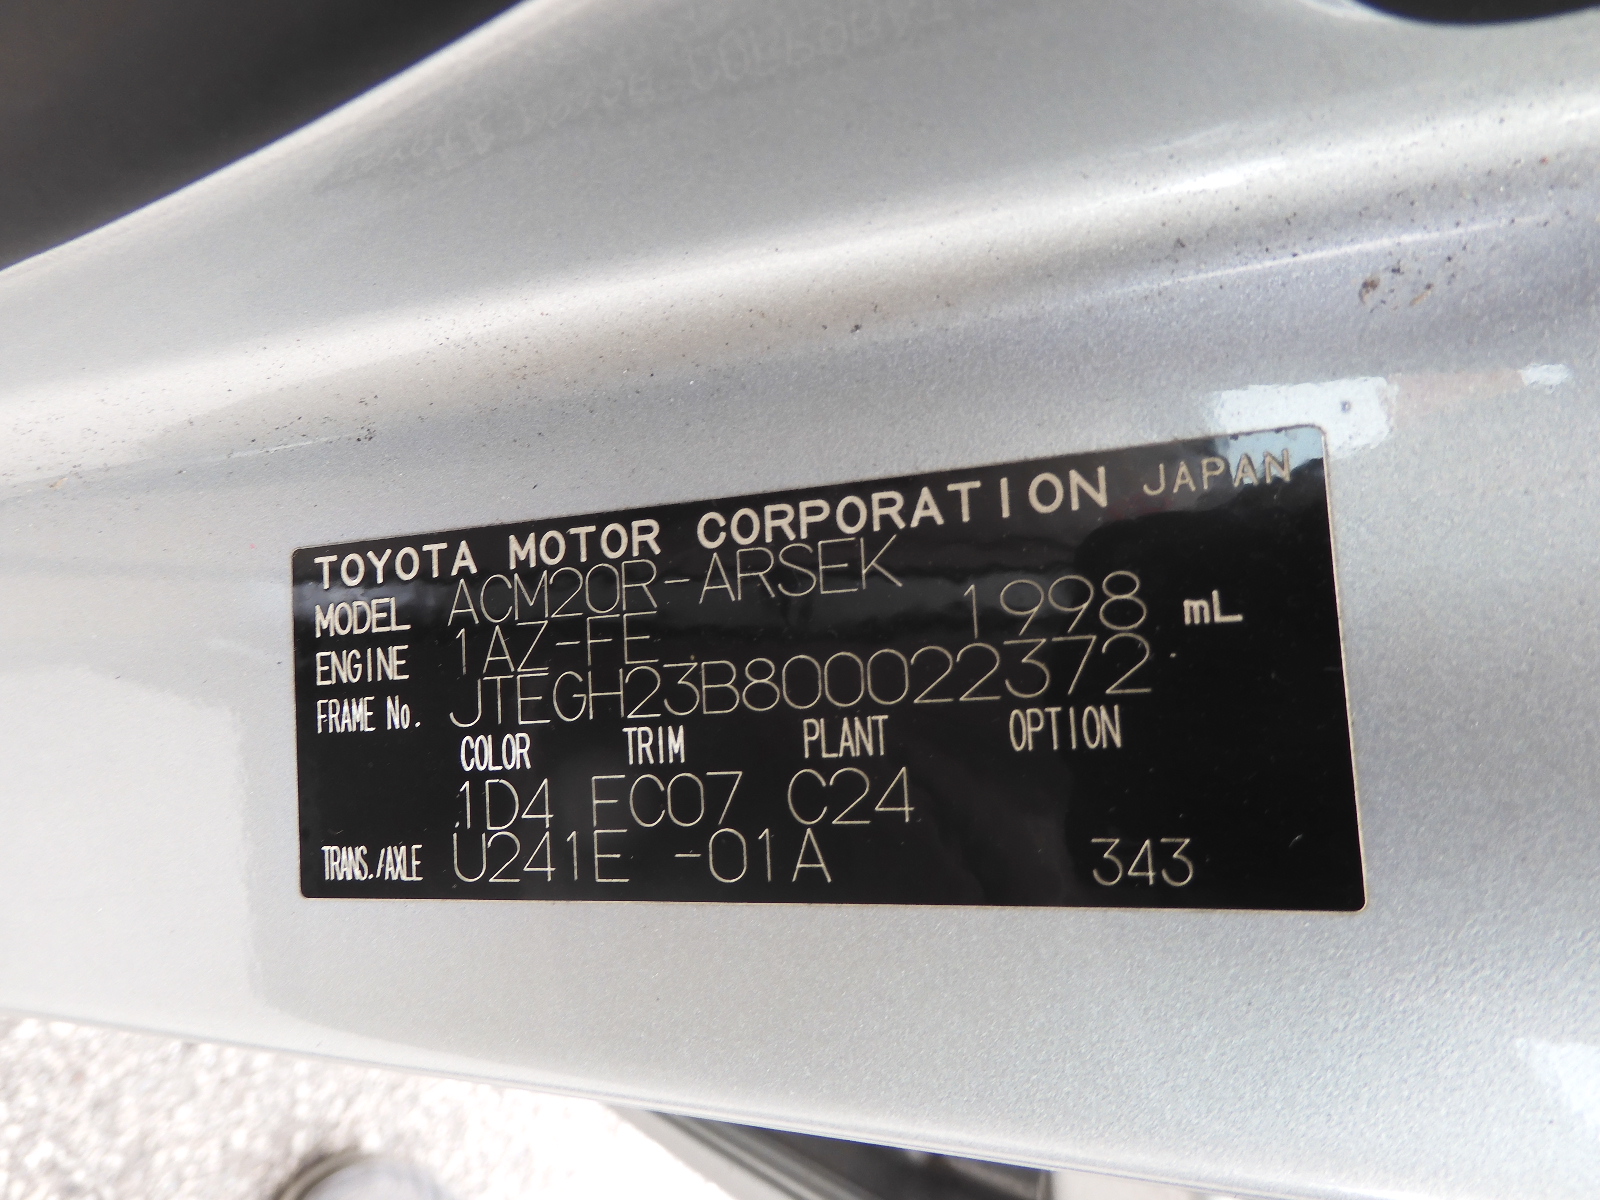 TOYOTA MOTOR CORPORATION JAPAN
MODEL ACM20R-ARSEK
ENGINE 1AZ-FE 1998 mL
FRAME No. JTEGH23B800022372
COLOR TRIM PLANT OPTION
1D4 FC07 C24
TRANS./AXLE U241E -01A 343